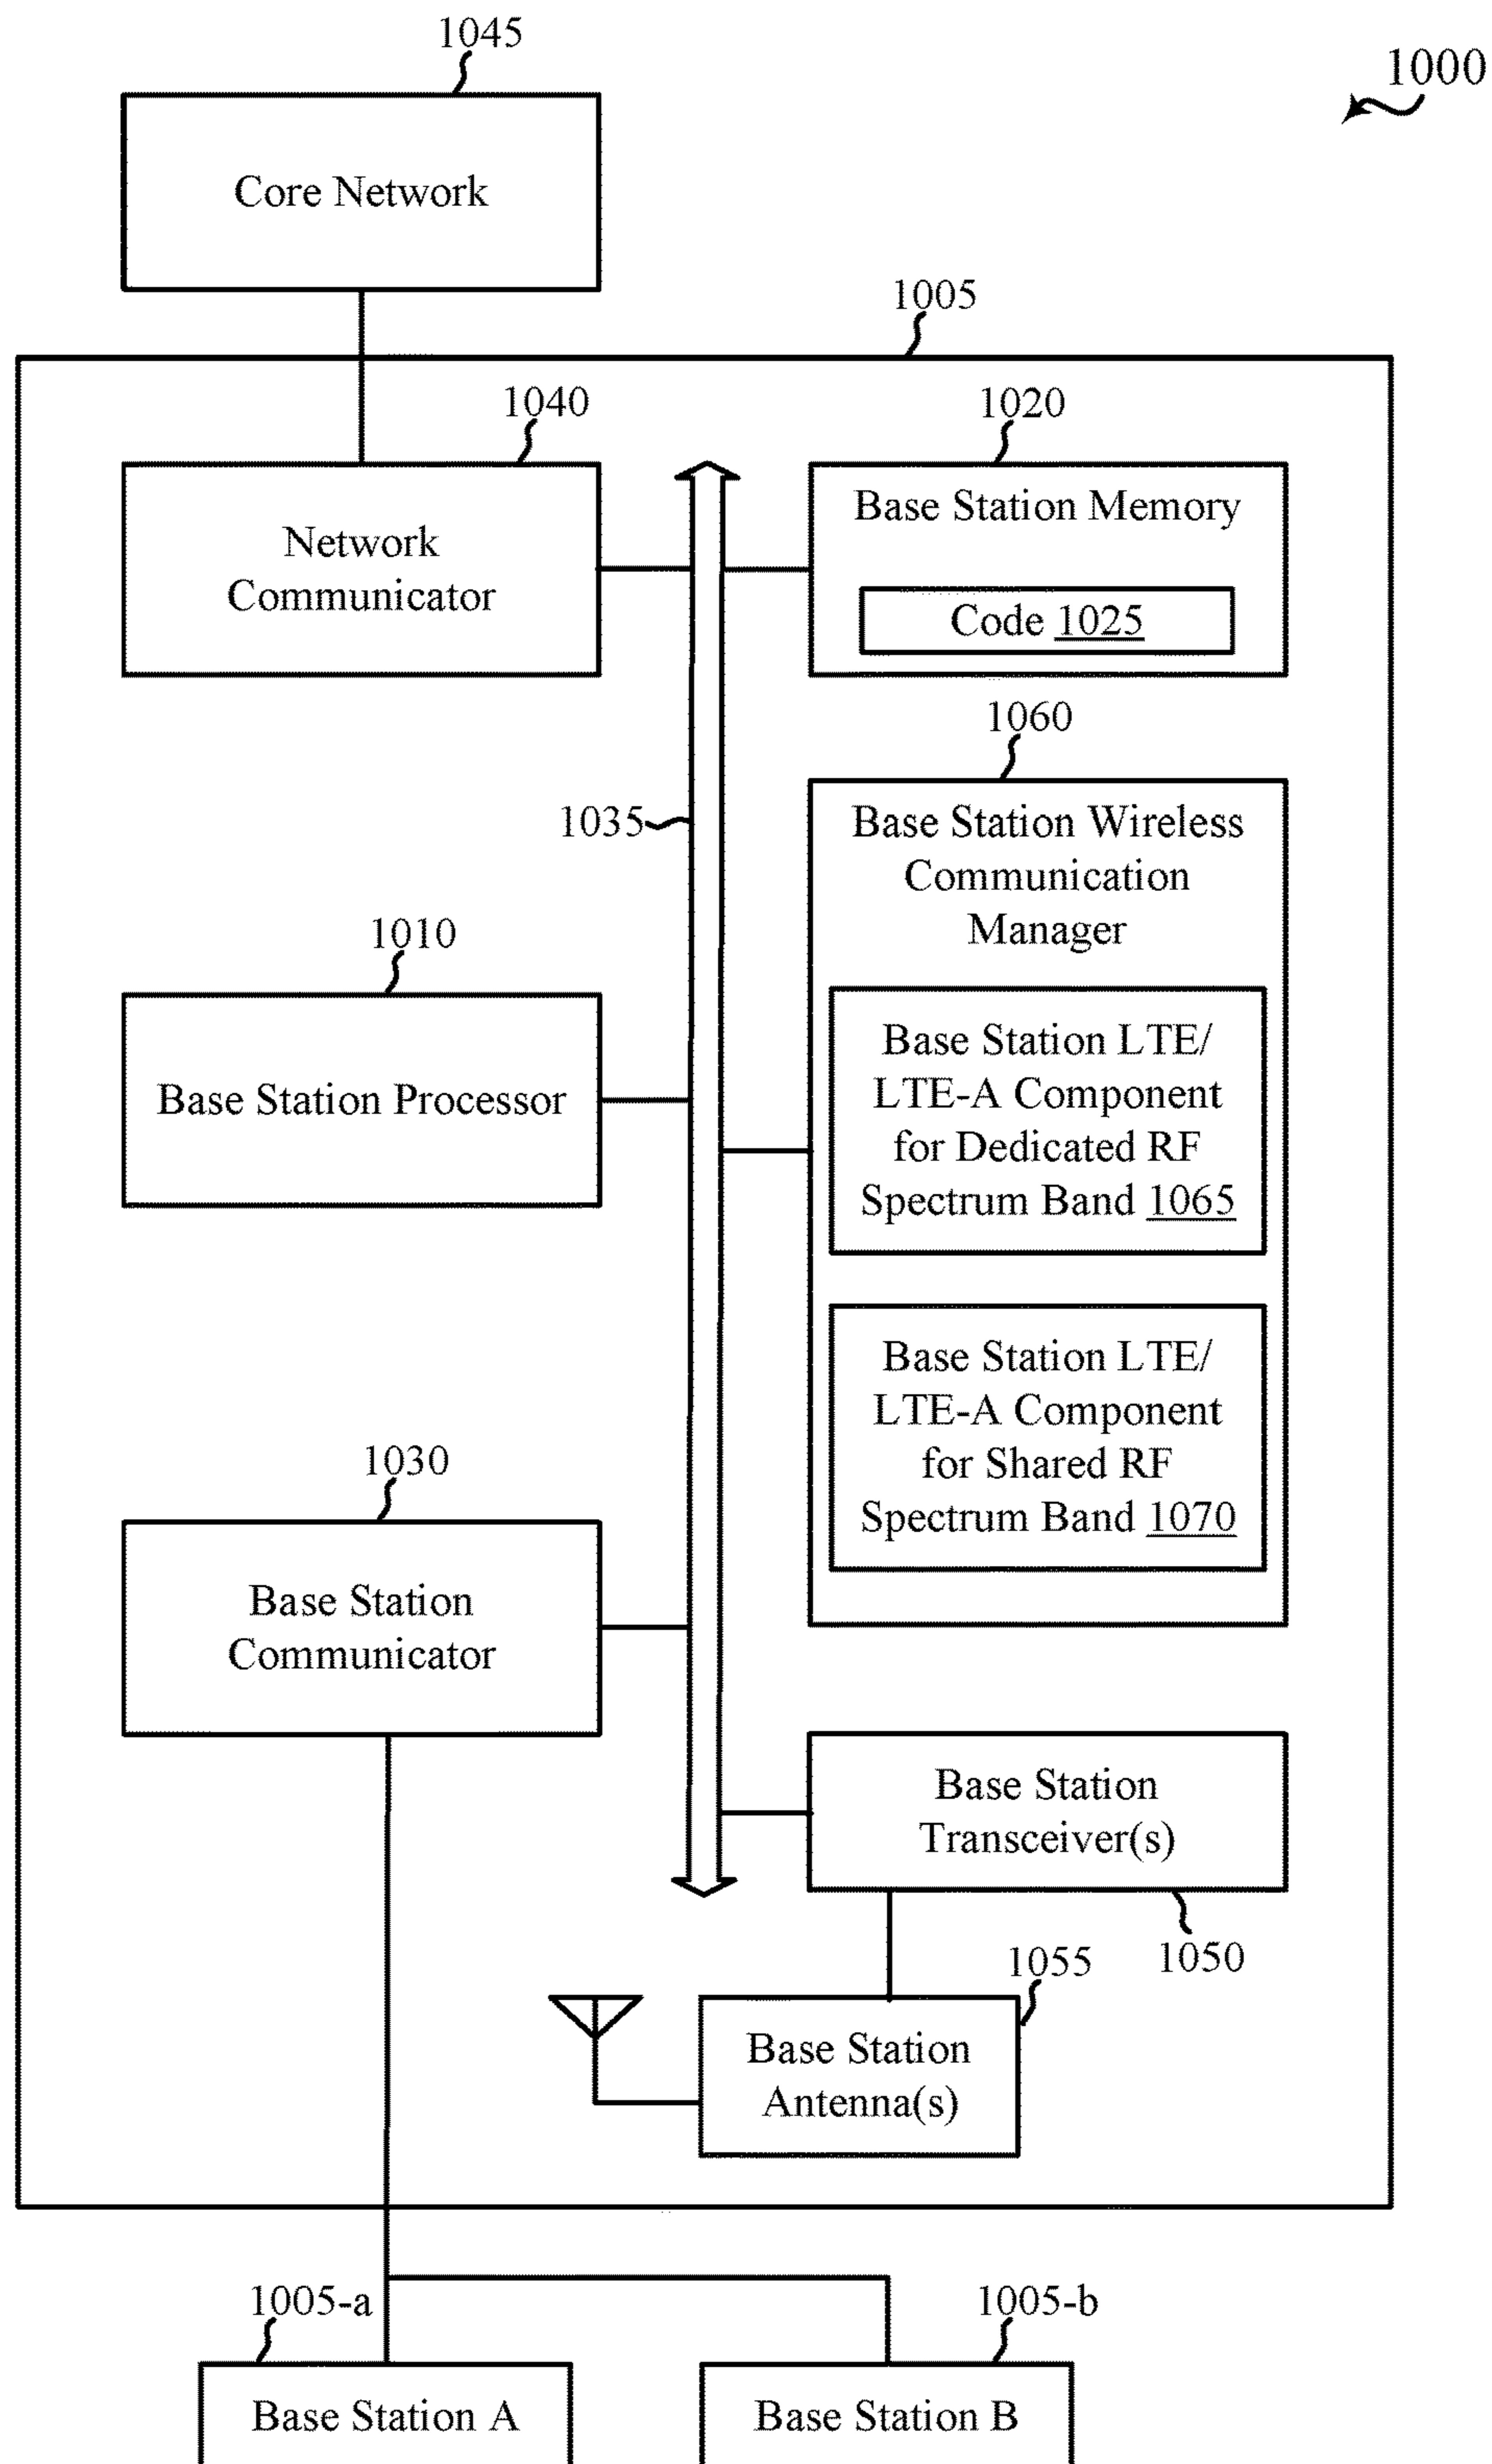 1045
1000
Core Network
1005
1040
1020
Network
Communicator
Base Station Memory
Code 1025
1060
1035
Base Station Wireless
Communication
Manager
1010
Base Station Processor
Base Station LTE/
LTE-A Component
for Dedicated RF
Spectrum Band 1065
Base Station LTE/
LTE-A Component
for Shared RF
Spectrum Band 1070
1030
Base Station
Communicator
Base Station
Transceiver(s)
1050
1055
Base Station
Antenna(s)
1005-a
1005-b
Base Station A
Base Station B